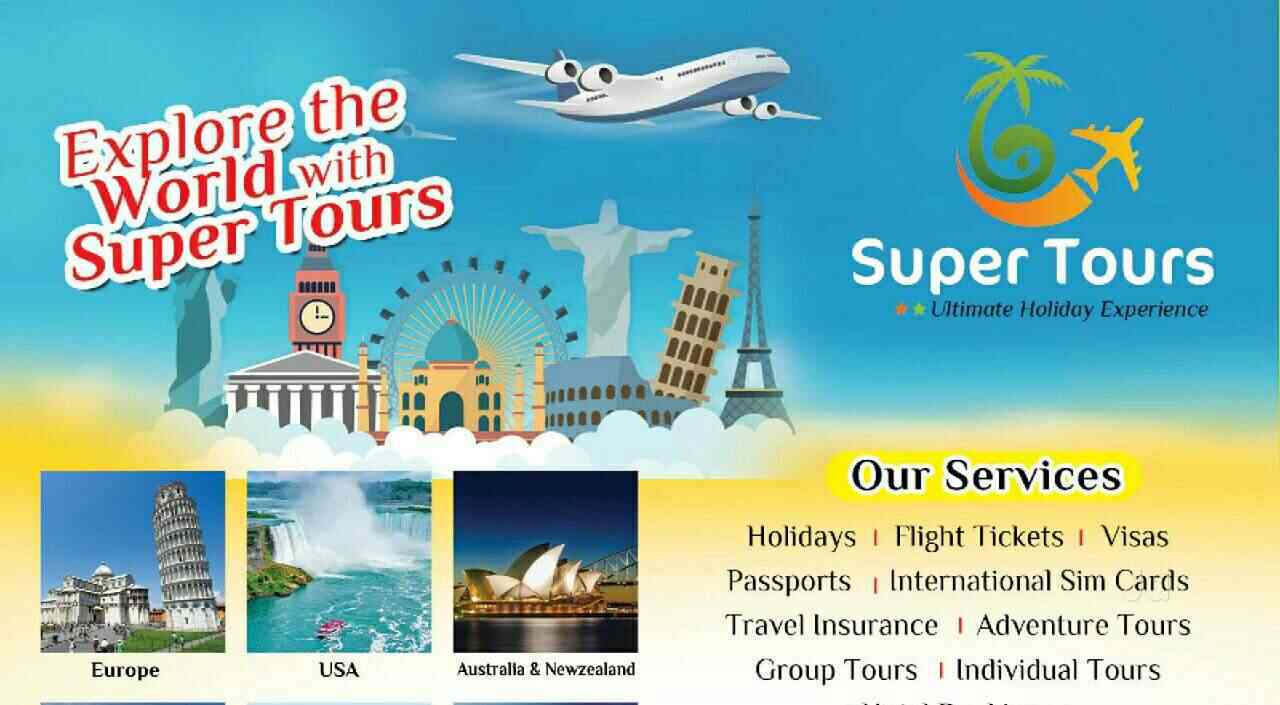 Explore the
World with
Super Tours
Super Tours
Ultimate Holiday Experience
Europe
USA
Australia & Newzealand
Our Services
Holidays | Flight Tickets | Visas
Passports | International Sim Cards
Travel Insurance | Adventure Tours
Group Tours | Individual Tours